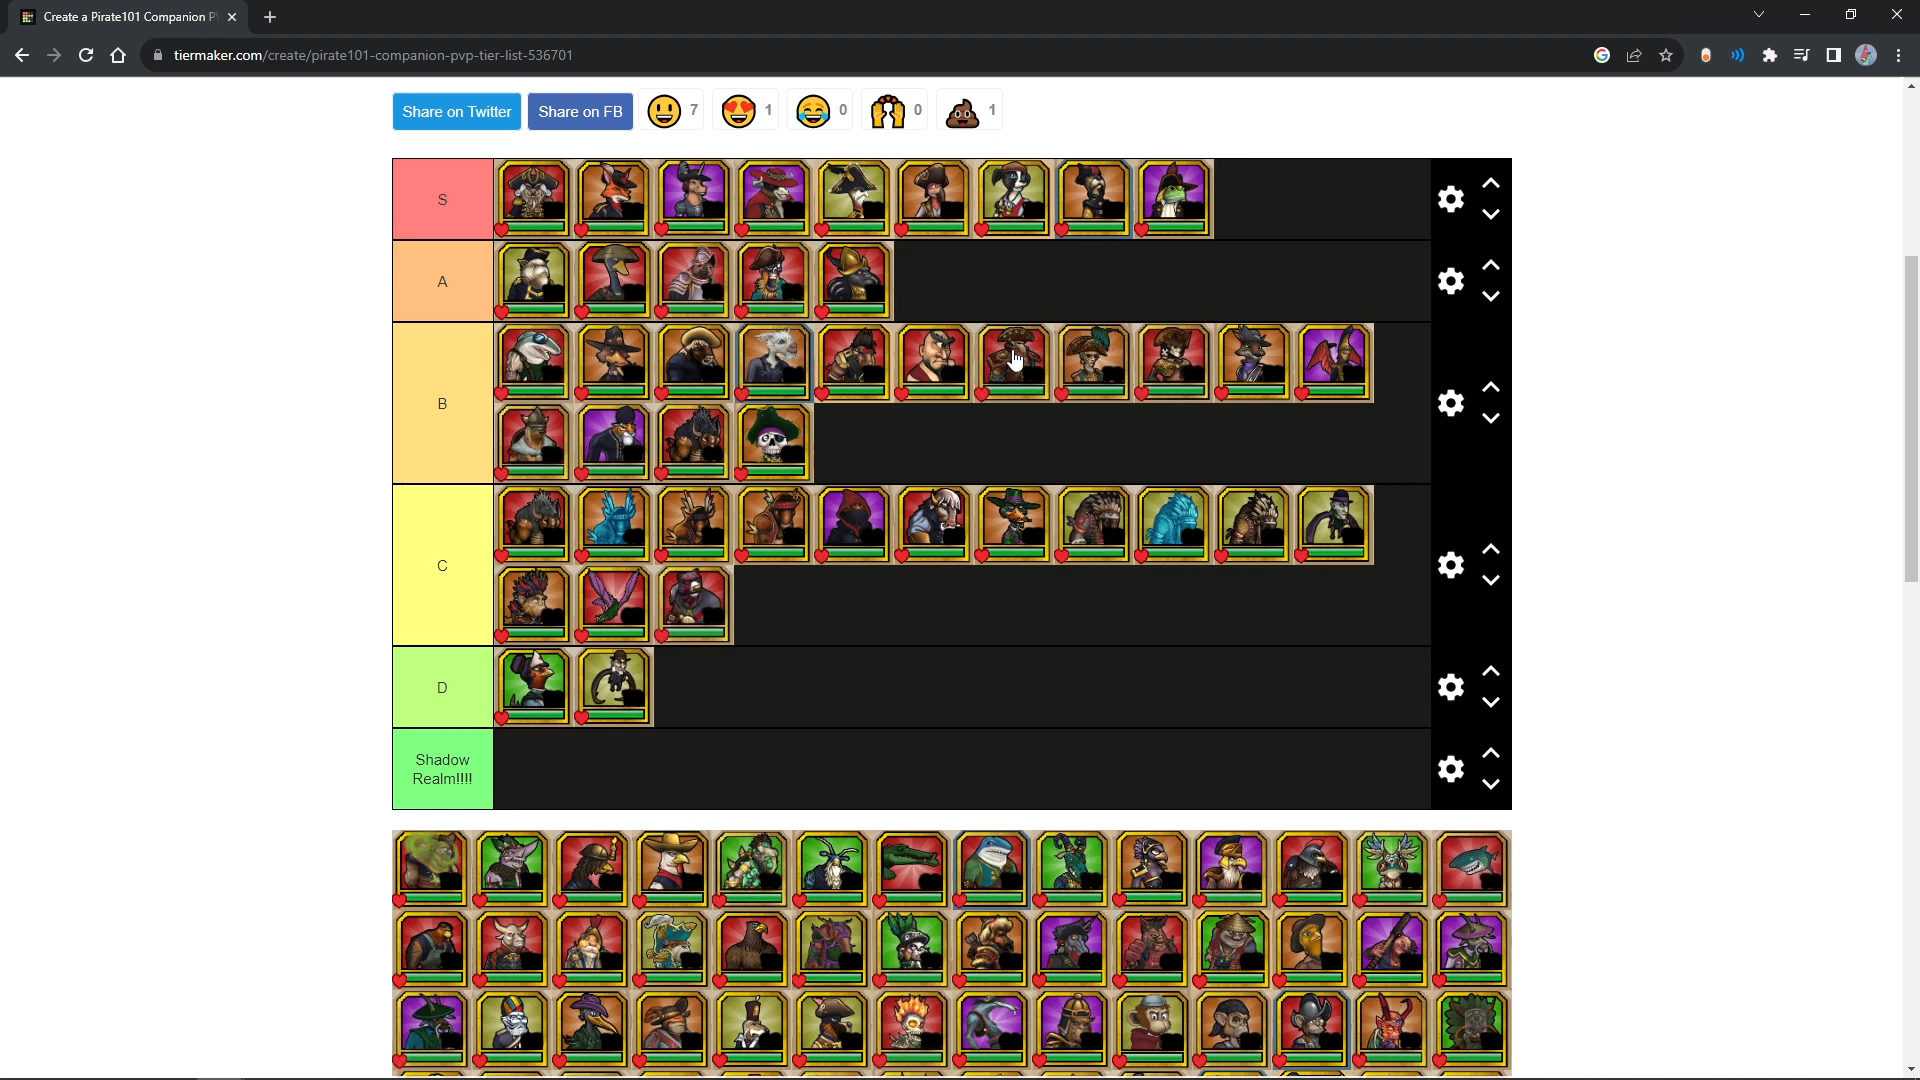 Create a Pirate101 Companion P
tiermaker.com/create/pirate101-companion-pvp-tier-list-536701
Share on Twitter
Share on FB
7
1
0
0
1
S
A
B
C
D
Shadow
Realm!!!!